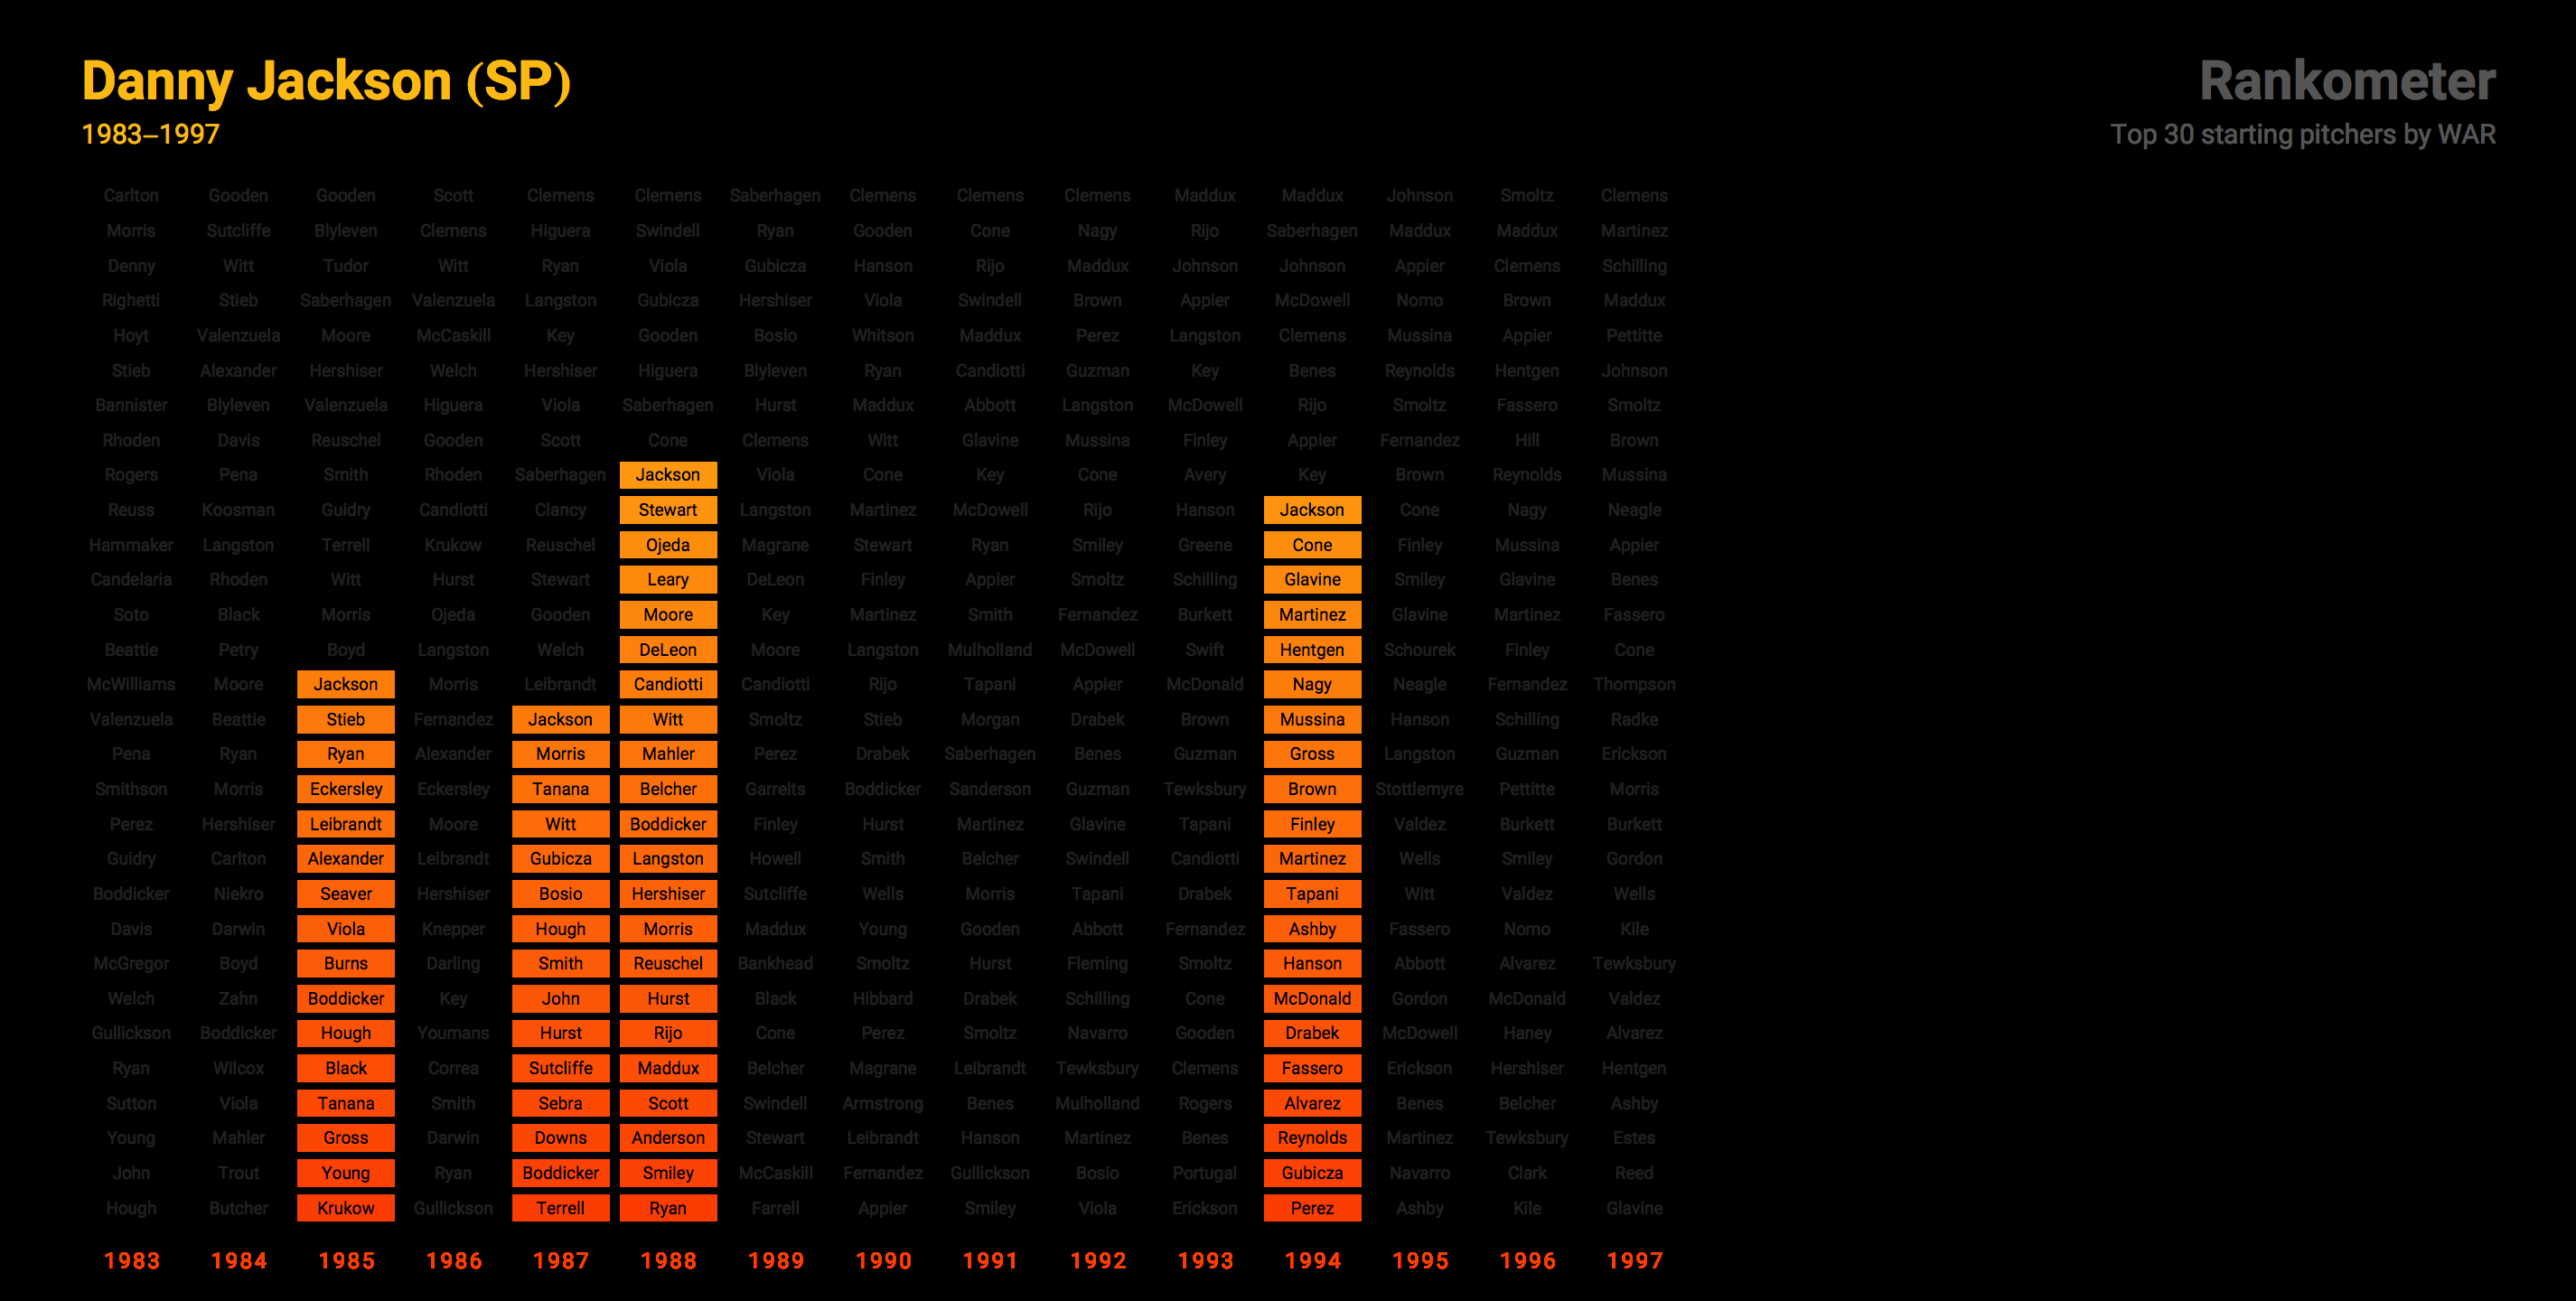 Danny Jackson (SP)
1983–1997
Rankometer
Top 30 starting pitchers by WAR
Carlton Gooden Gooden Scott Clemens Clemens Saberhagen Clemens Clemens Clemens Maddux Maddux Johnson Smoltz Clemens
Morris Sutcliffe Blyleven Clemens Higuera Swindell Ryan Gooden Cone Nagy Rijo Saberhagen Maddux Maddux Martinez
Denny Witt Tudor Witt Ryan Viola Gubicza Hanson Rijo Maddux Johnson Johnson Appier Clemens Schilling
Righetti Stieb Saberhagen Valenzuela Langston Gubicza Hershiser Viola Swindell Brown Appier McDowell Nomo Brown Maddux
Hoyt Valenzuela Moore McCaskill Key Gooden Bosio Whitson Maddux Perez Langston Clemens Mussina Appier Pettitte
Stieb Alexander Hershiser Welch Hershiser Higuera Blyleven Ryan Candiotti Guzman Key Benes Reynolds Hentgen Johnson
Bannister Blyleven Valenzuela Higuera Viola Saberhagen Hurst Maddux Abbott Langston McDowell Rijo Smoltz Fassero Smoltz
Rhoden Davis Reuschel Gooden Scott Cone Clemens Witt Glavine Mussina Finley Appier Fernandez Hill Brown
Rogers Pena Smith Rhoden Saberhagen Jackson Viola Cone Key Cone Avery Key Brown Reynolds Mussina
Reuss Koosman Guidry Candiotti Clancy Stewart Langston Martinez McDowell Rijo Hanson Jackson Cone Nagy Neagle
Hammaker Langston Terrell Krukow Reuschel Ojeda Magrane Stewart Ryan Smiley Greene Cone Finley Mussina Appier
Candelaria Rhoden Witt Hurst Stewart Leary DeLeon Finley Appier Smoltz Schilling Glavine Smiley Glavine Benes
Soto Black Morris Ojeda Gooden Moore Key Martinez Smith Fernandez Burkett Martinez Glavine Martinez Fassero
Beattie Petry Boyd Langston Welch DeLeon Moore Langston Mulholland McDowell Swift Hentgen Schourek Finley Cone
McWilliams Moore Jackson Morris Leibrandt Candiotti Candiotti Rijo Tapani Appier McDonald Nagy Neagle Fernandez Thompson
Valenzuela Beattie Stieb Fernandez Jackson Witt Smoltz Stieb Morgan Drabek Brown Mussina Hanson Schilling Radke
Pena Ryan Ryan Alexander Morris Mahler Perez Drabek Saberhagen Benes Guzman Gross Langston Guzman Erickson
Smithson Morris Eckersley Eckersley Tanana Belcher Garrelts Boddicker Sanderson Guzman Tewksbury Brown Stottlemyre Pettitte Morris
Perez Hershiser Leibrandt Moore Witt Boddicker Finley Hurst Martinez Glavine Tapani Finley Valdez Burkett Burkett
Guidry Carlton Alexander Leibrandt Gubicza Langston Howell Smith Belcher Swindell Candiotti Martinez Wells Smiley Gordon
Boddicker Niekro Seaver Hershiser Bosio Hershiser Sutcliffe Wells Morris Tapani Drabek Tapani Witt Valdez Wells
Davis Darwin Viola Knepper Hough Morris Maddux Young Gooden Abbott Fernandez Ashby Fassero Nomo Kile
McGregor Boyd Burns Darling Smith Reuschel Bankhead Smoltz Hurst Fleming Smoltz Hanson Abbott Alvarez Tewksbury
Welch Zahn Boddicker Key John Hurst Black Hibbard Drabek Schilling Cone McDonald Gordon McDonald Valdez
Gullickson Boddicker Hough Youmans Hurst Rijo Cone Perez Smoltz Navarro Gooden Drabek McDowell Haney Alvarez
Ryan Wilcox Black Correa Sutcliffe Maddux Belcher Magrane Leibrandt Tewksbury Clemens Fassero Erickson Hershiser Hentgen
Sutton Viola Tanana Smith Sebra Scott Swindell Armstrong Benes Mulholland Rogers Alvarez Benes Belcher Ashby
Young Mahler Gross Darwin Downs Anderson Stewart Leibrandt Hanson Martinez Benes Reynolds Martinez Tewksbury Estes
John Trout Young Ryan Boddicker Smiley McCaskill Fernandez Gullickson Bosio Portugal Gubicza Navarro Clark Reed
Hough Butcher Krukow Gullickson Terrell Ryan Farrell Appier Smiley Viola Erickson Perez Ashby Kile Glavine
1983 1984 1985 1986 1987 1988 1989 1990 1991 1992 1993 1994 1995 1996 1997